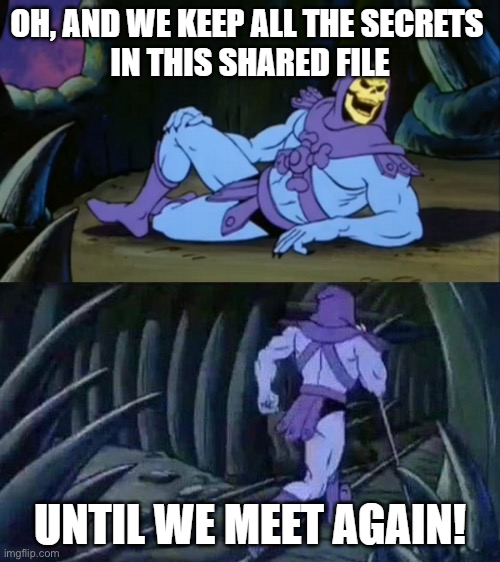 OH, AND WE KEEP ALL THE SECRETS
IN THIS SHARED FILE
UNTIL WE MEET AGAIN!
imgflip.com